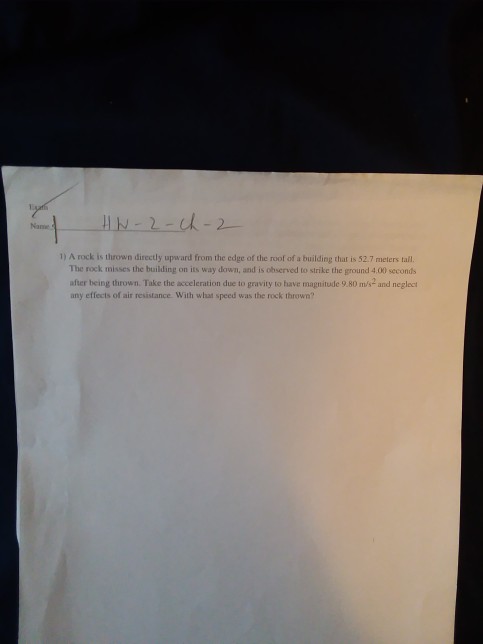 Exam
Name
HW-2-Ch-2
1) A rock is thrown directly upward from the edge of the roof of a building that is 52.7 meters tall.
The rock misses the building on its way down, and is observed to strike the ground 4.00 seconds
after being thrown. Take the acceleration due to gravity to have magnitude 9.80 m/s² and neglect
any effects of air resistance. With what speed was the rock thrown?